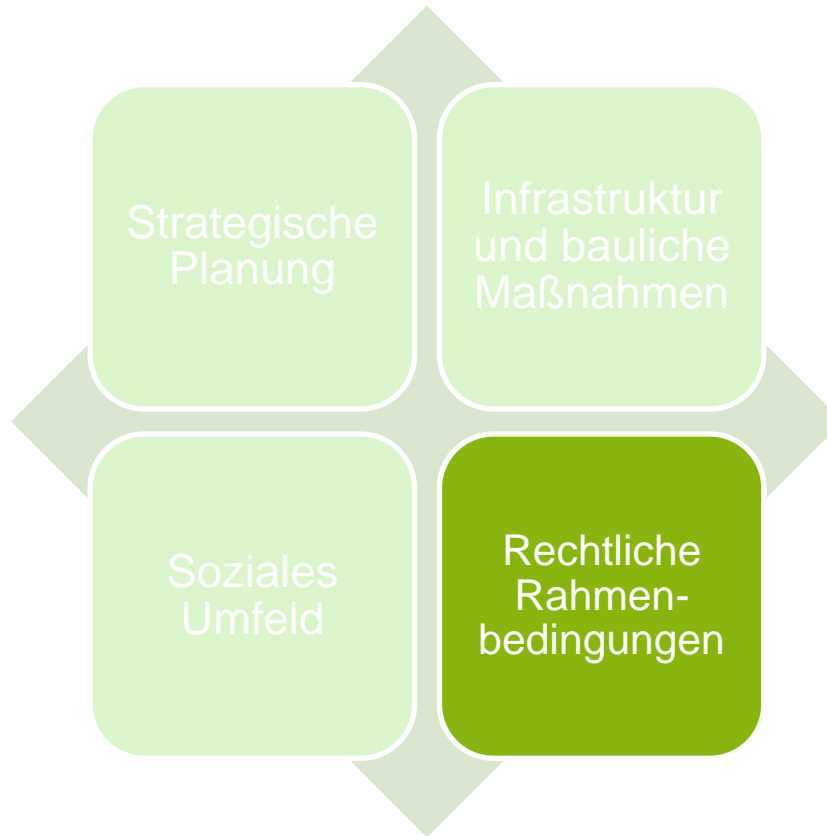 Strategische
Planung
Infrastruktur
und bauliche
Maßnahmen
Soziales
Umfeld
Rechtliche
Rahmen-
bedingungen